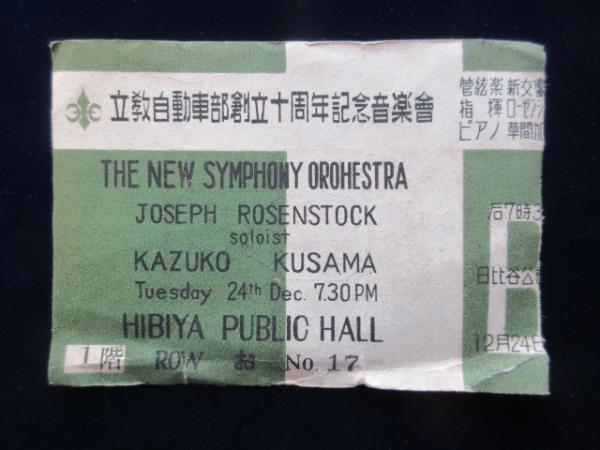 立教自動車部創立十周年記念音楽會
THE NEW SYMPHONY OROHESTRA
JOSEPH ROSENSTOCK
soloist
KAZUKO KUSAMA
Tuesday 24th Dec. 7.30 PM
HIBIYA PUBLIC HALL
1階 ROW お No. 17
管絃楽 新交響
指揮 ローゼン
ピアノ 草間加
后7時3
日比谷公
12月24日